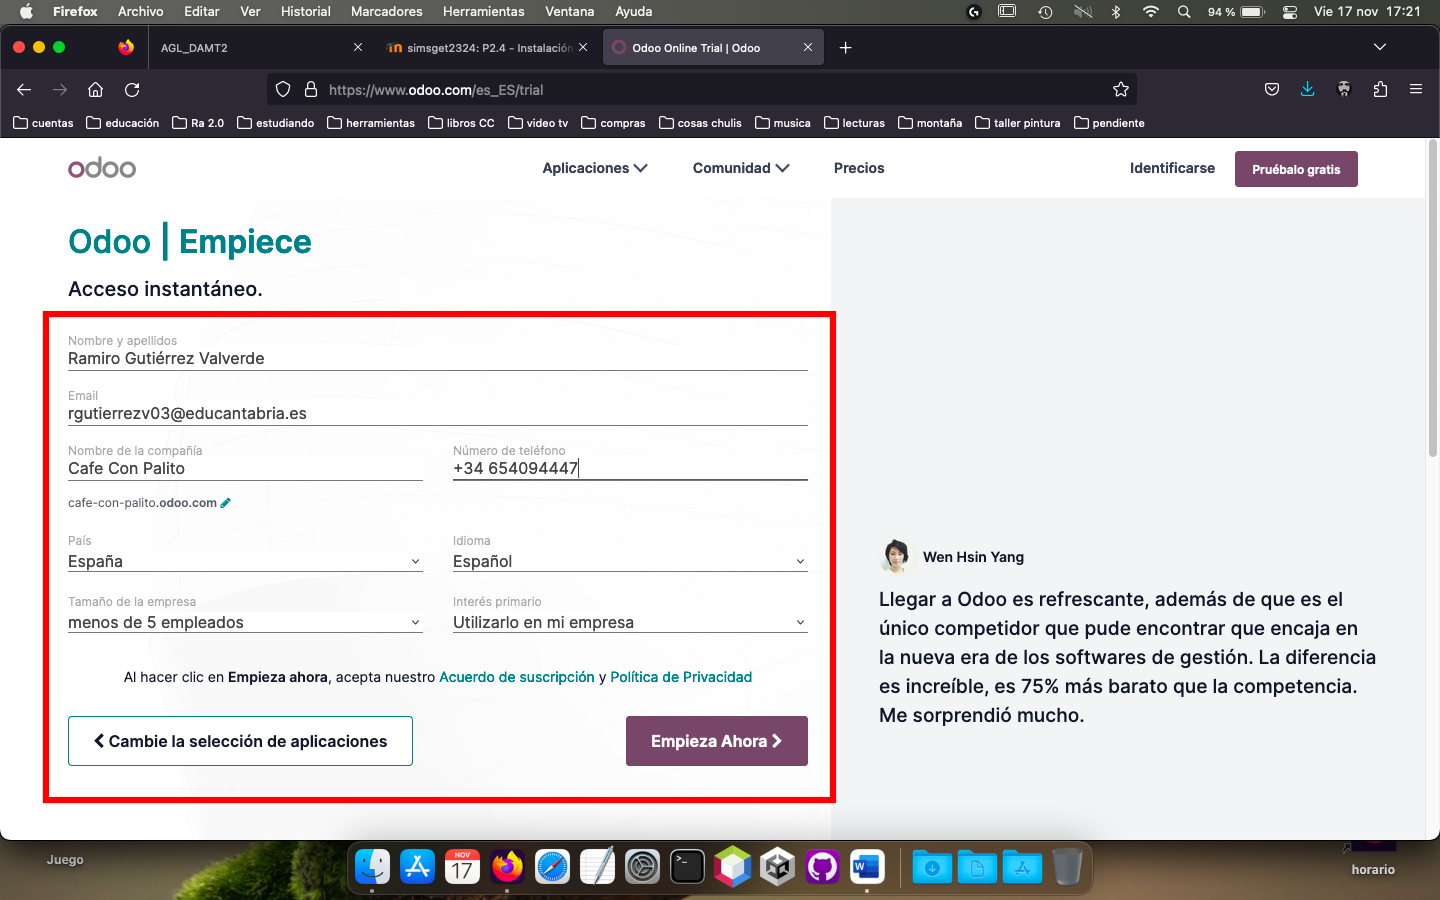 Firefox Archivo Editar Ver Historial Marcadores Herramientas Ventana Ayuda 94 % Vie 17 nov 17:21
AGL_DAMT2 simsget2324: P2.4 - Instalación Odoo Online Trial | Odoo
https://www.odoo.com/es_ES/trial
cuentas educación Ra 2.0 estudiando herramientas libros CC video tv compras cosas chulis musica lecturas montaña taller pintura pendiente
odoo Aplicaciones Comunidad Precios Identificarse Pruébalo gratis
Odoo | Empiece
Acceso instantáneo.
Nombre y apellidos
Ramiro Gutiérrez Valverde
Email
rgutierrezv03@educantabria.es
Nombre de la compañía Número de teléfono
Cafe Con Palito +34 654094447
cafe-con-palito.odoo.com
País Idioma
España Español
Tamaño de la empresa Interés primario
menos de 5 empleados Utilizarlo en mi empresa
Al hacer clic en Empieza ahora, acepta nuestro Acuerdo de suscripción y Política de Privacidad
Cambie la selección de aplicaciones Empieza Ahora
Wen Hsin Yang
Llegar a Odoo es refrescante, además de que es el
único competidor que pude encontrar que encaja en
la nueva era de los softwares de gestión. La diferencia
es increíble, es 75% más barato que la competencia.
Me sorprendió mucho.
Juego
NOV
17
W
horario